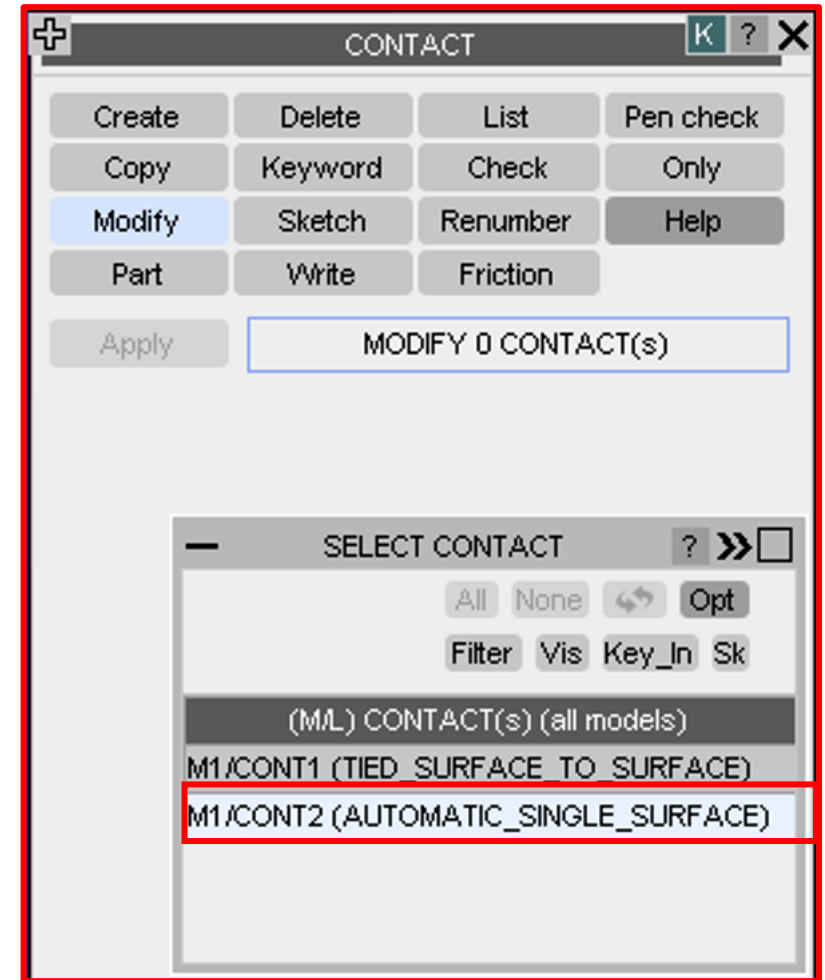 CONTACT K ? X
Create Delete List Pen check
Copy Keyword Check Only
Modify Sketch Renumber Help
Part Write Friction
Apply MODIFY 0 CONTACT(s)
SELECT CONTACT ?
All None Opt
Filter Vis Key_In Sk
(M/L) CONTACT(s) (all models)
M1/CONT1 (TIED_SURFACE_TO_SURFACE)
M1/CONT2 (AUTOMATIC_SINGLE_SURFACE)